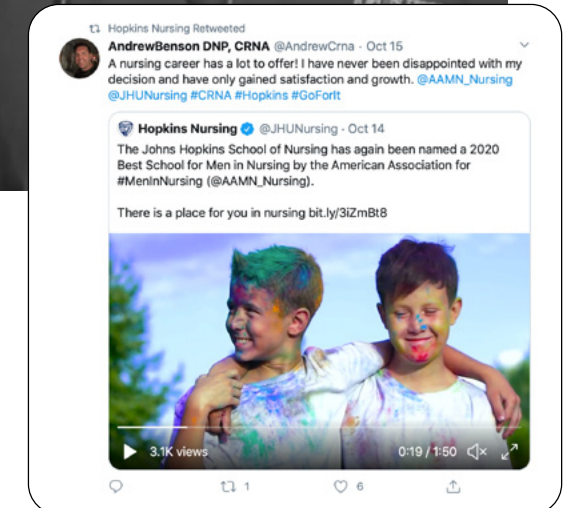 Hopkins Nursing Retweeted
AndrewBenson DNP, CRNA @AndrewCrna · Oct 15
A nursing career has a lot to offer! I have never been disappointed with my
decision and have only gained satisfaction and growth. @AAMN_Nursing
@JHUNursing #CRNA #Hopkins #GoForIt
Hopkins Nursing @JHUNursing · Oct 14
The Johns Hopkins School of Nursing has again been named a 2020
Best School for Men in Nursing by the American Association for
#MenInNursing (@AAMN_Nursing).
There is a place for you in nursing bit.ly/3iZmBt8
3.1K views 0:19 / 1:50
1 6